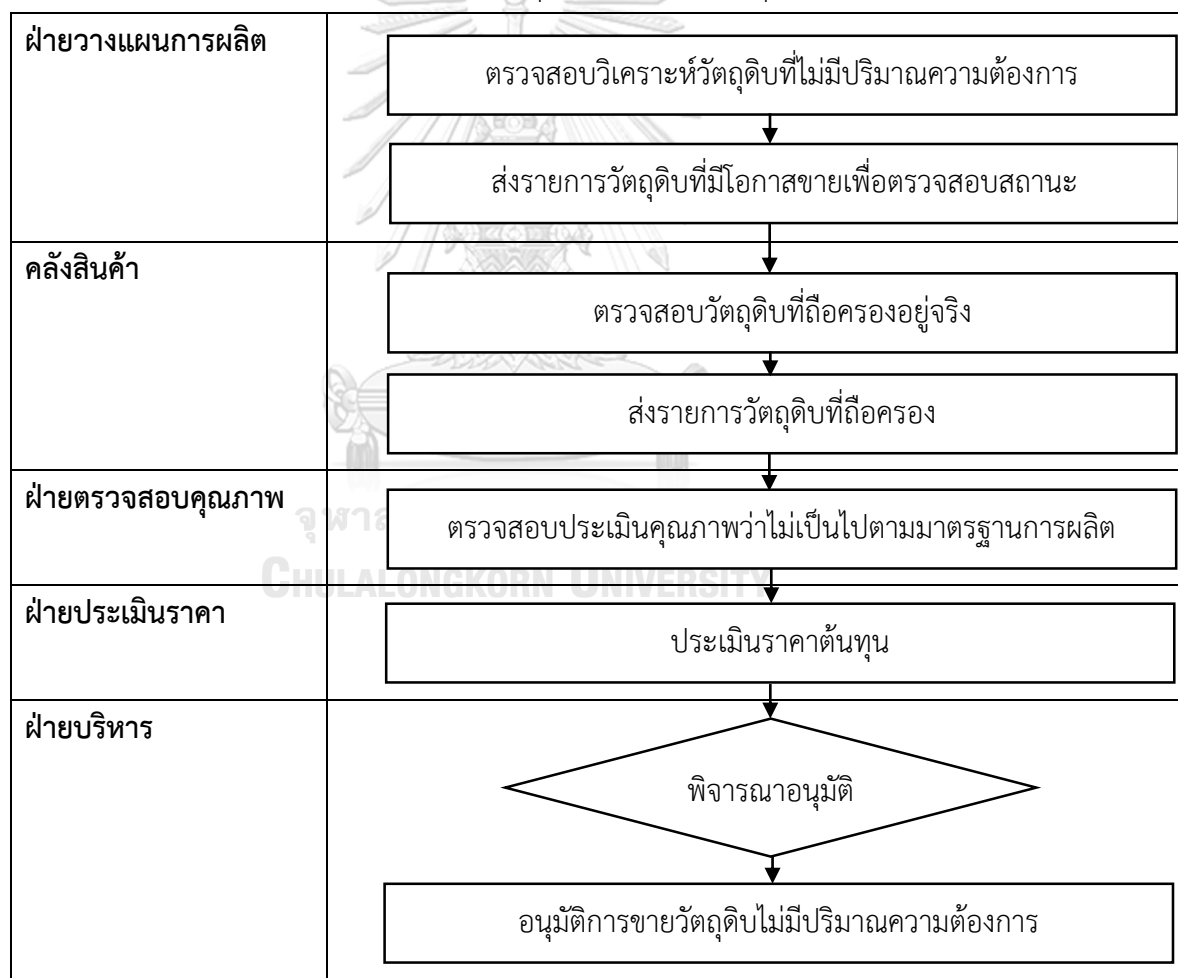 ฝ่ายวางแผนการผลิต
ตรวจสอบวิเคราะห์วัตถุดิบที่ไม่มีปริมาณความต้องการ
ส่งรายการวัตถุดิบที่มีโอกาสขายเพื่อตรวจสอบสถานะ
คลังสินค้า
ตรวจสอบวัตถุดิบที่ถือครองอยู่จริง
ส่งรายการวัตถุดิบที่ถือครอง
ฝ่ายตรวจสอบคุณภาพ
ตรวจสอบประเมินคุณภาพว่าไม่เป็นไปตามมาตรฐานการผลิต
CHULALONGKORN UNIVERSITY
ฝ่ายประเมินราคา
ประเมินราคาต้นทุน
ฝ่ายบริหาร
พิจารณาอนุมัติ
อนุมัติการขายวัตถุดิบไม่มีปริมาณความต้องการ